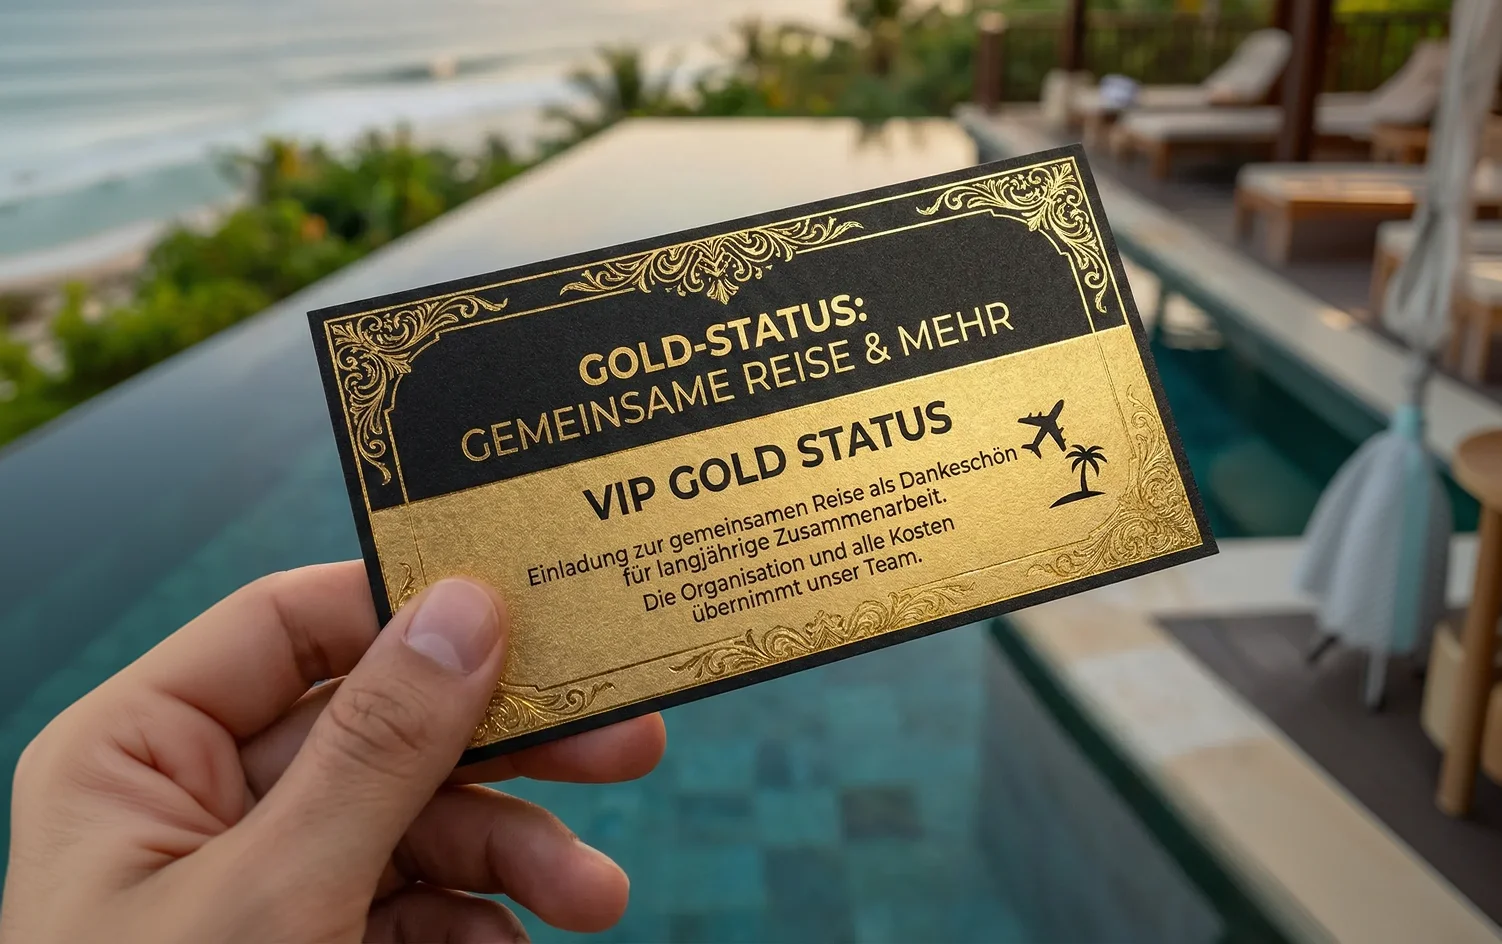 GOLD-STATUS:
GEMEINSAME REISE & MEHR
VIP GOLD STATUS
Einladung zur gemeinsamen Reise als Dankeschön
für langjährige Zusammenarbeit.
Die Organisation und alle Kosten
übernimmt unser Team.